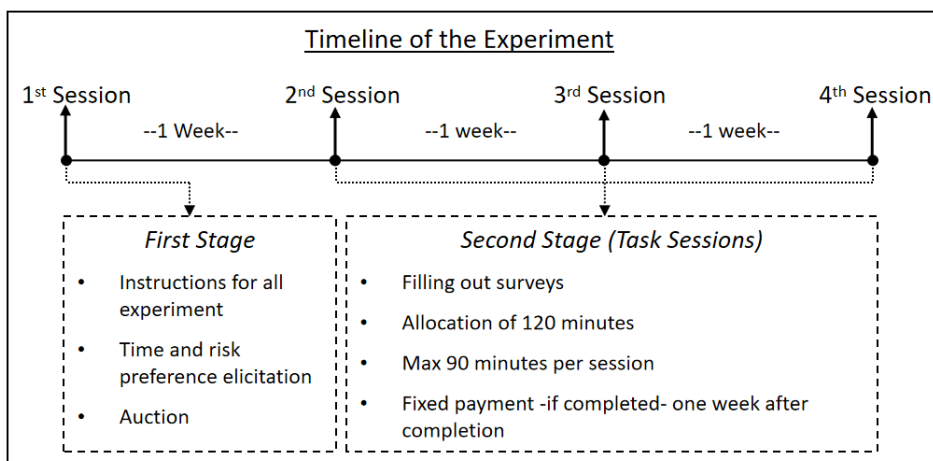 Timeline of the Experiment
1st Session 2nd Session 3rd Session 4th Session
--1 Week-- --1 week-- --1 week--
First Stage
• Instructions for all
experiment
• Time and risk
preference elicitation
• Auction
Second Stage (Task Sessions)
• Filling out surveys
• Allocation of 120 minutes
• Max 90 minutes per session
• Fixed payment -if completed- one week after
completion